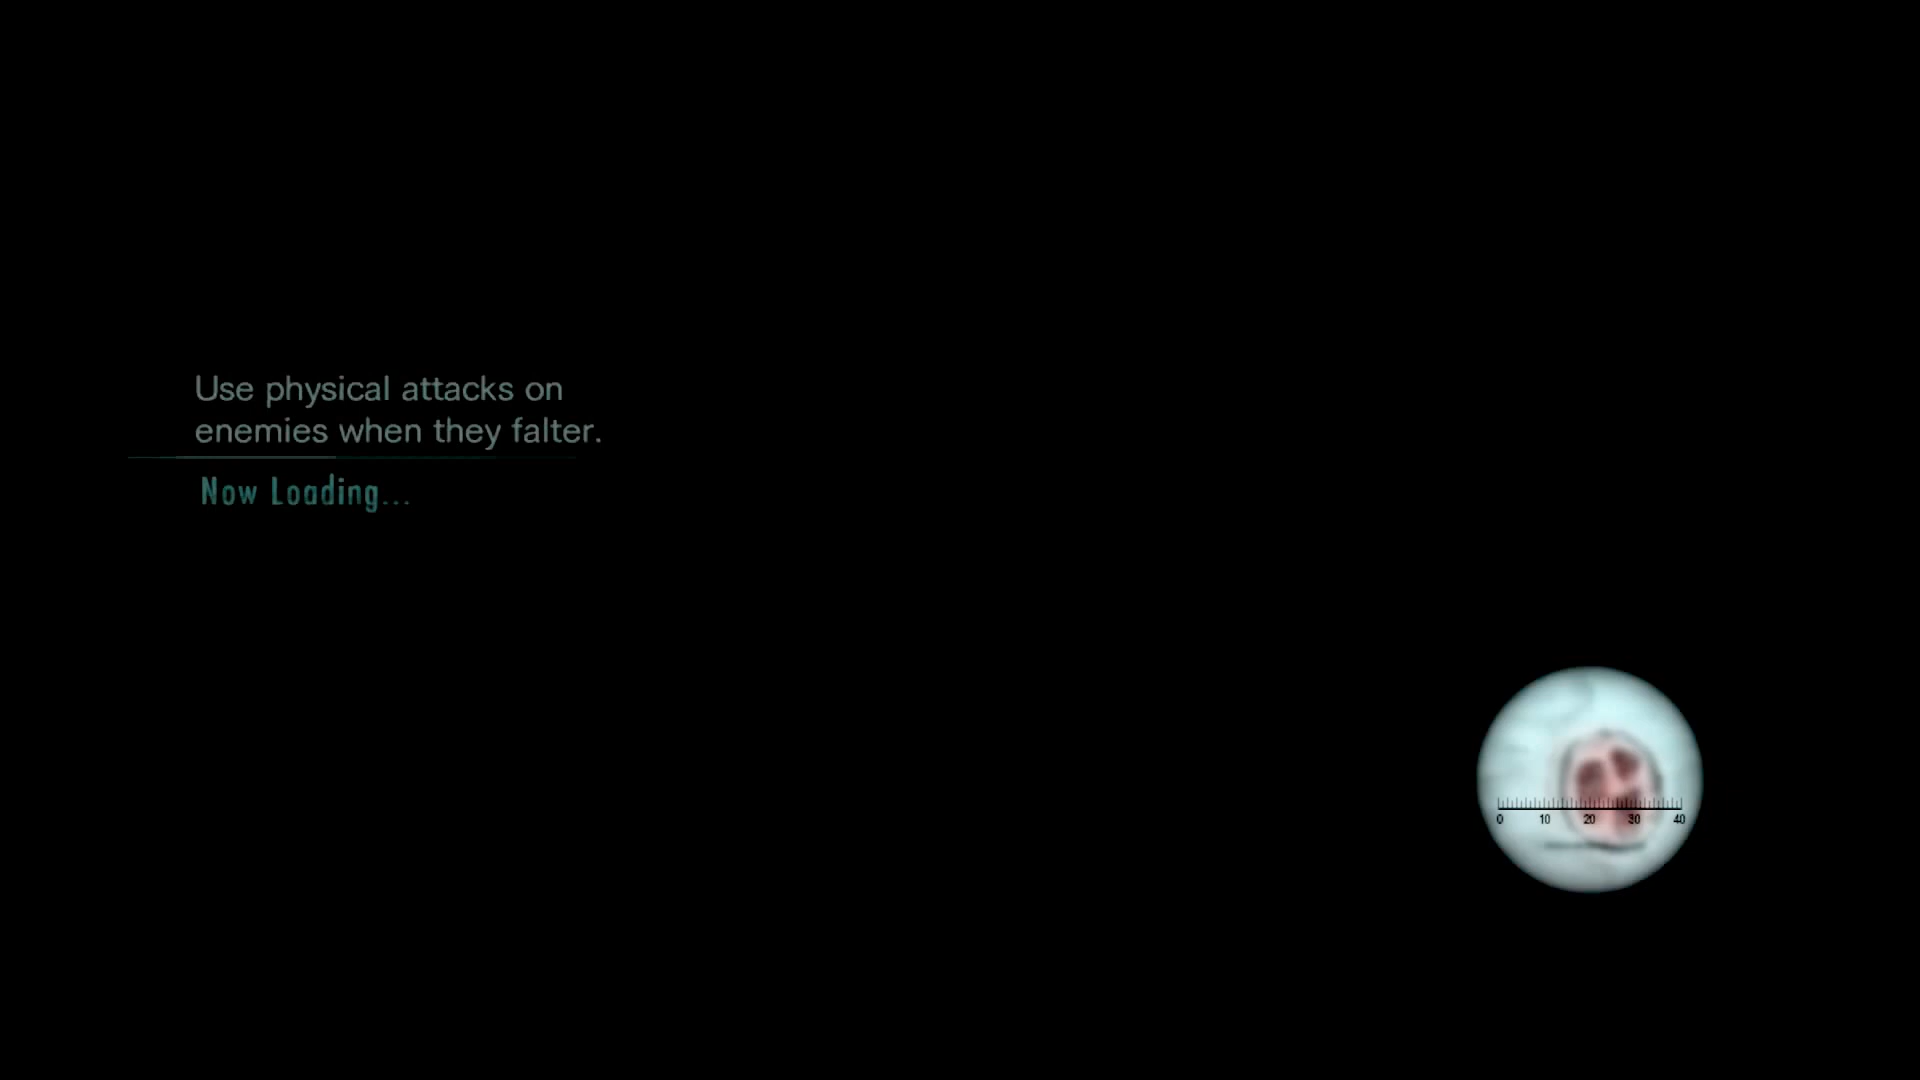 Use physical attacks on
enemies when they falter.
Now Loading...
0 10 20 30 40